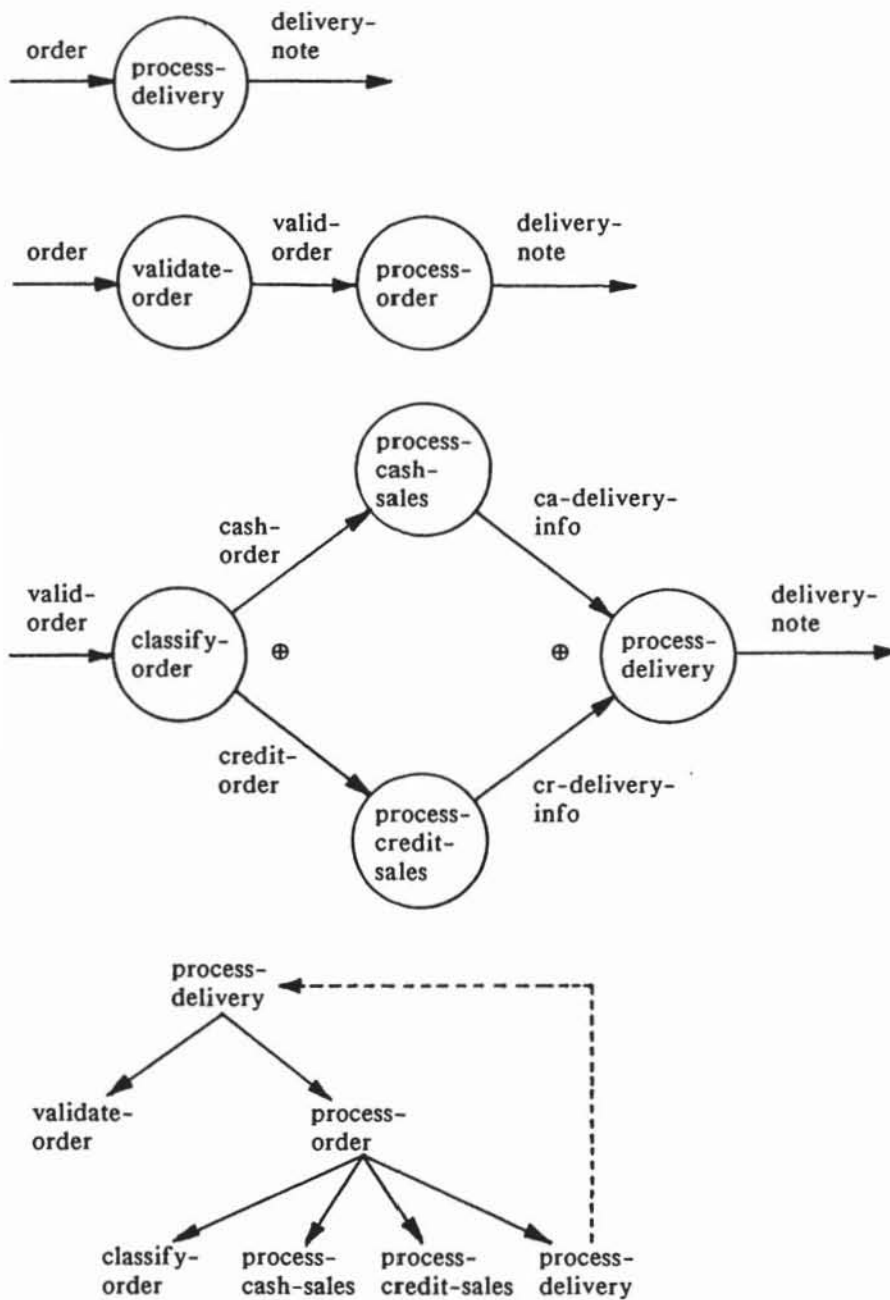 order
delivery-
note
process-
delivery
order
validate-
order
valid-
order
process-
order
delivery-
note
process-
cash-
sales
cash-
order
ca-delivery-
info
valid-
order
classify-
order
⊕
⊕
process-
delivery
delivery-
note
credit-
order
process-
credit-
sales
cr-delivery-
info
process-
delivery
validate-
order
process-
order
classify-
order
process-
cash-sales
process-
credit-sales
process-
delivery